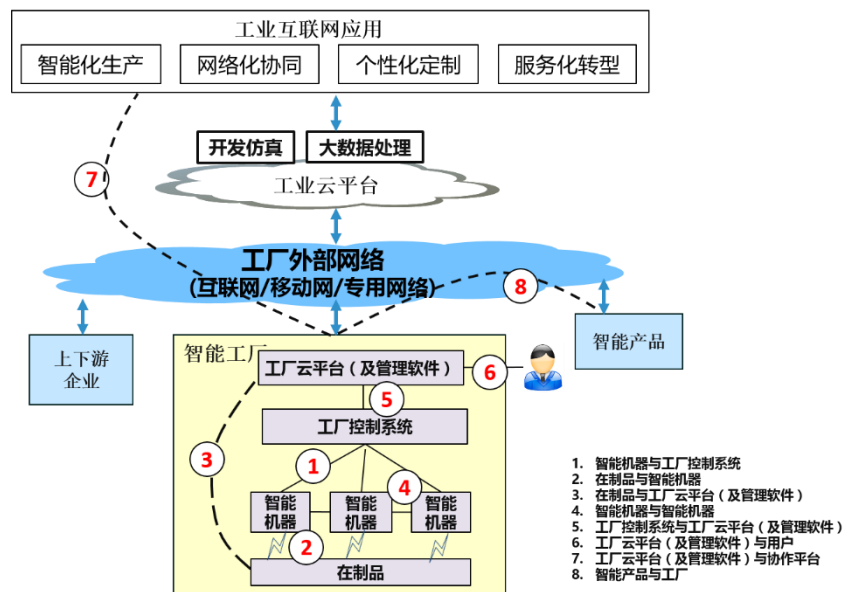 工业互联网应用
智能化生产 网络化协同 个性化定制 服务化转型
开发仿真 大数据处理
7
工业云平台
工厂外部网络
(互联网/移动网/专用网络)
8
上下游
企业
智能产品
智能工厂
工厂云平台（及管理软件）
6
5
工厂控制系统
3
1
4
智能
机器
智能
机器
智能
机器
2
在制品
1. 智能机器与工厂控制系统
2. 在制品与智能机器
3. 在制品与工厂云平台（及管理软件）
4. 智能机器与智能机器
5. 工厂控制系统与工厂云平台（及管理软件）
6. 工厂云平台（及管理软件）与用户
7. 工厂云平台（及管理软件）与协作平台
8. 智能产品与工厂